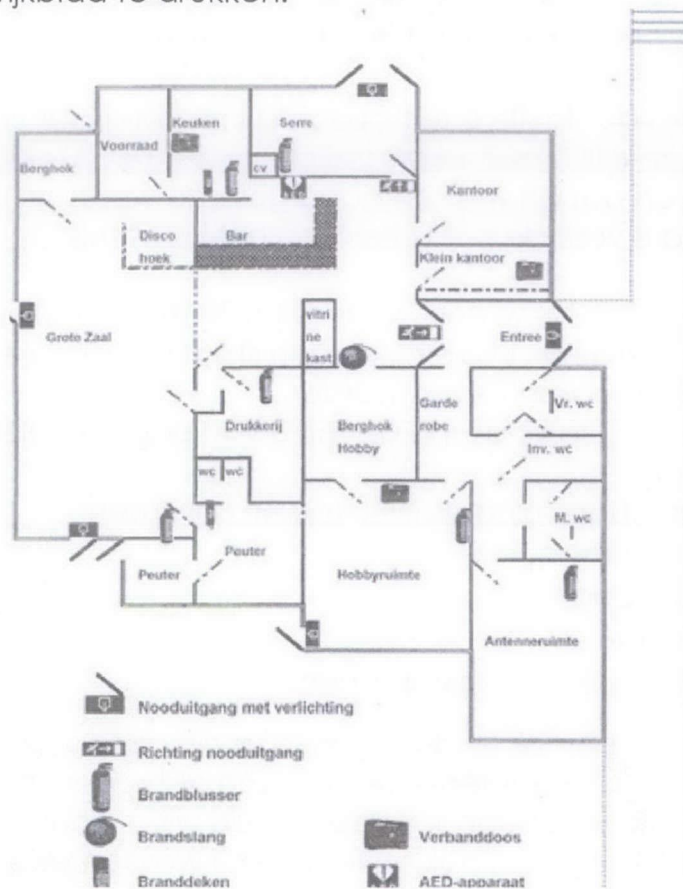 Keuken
Serre
Voorraad
Berghok
cv
AED
Kantoor
Disco
hoek
Bar
Klein kantoor
vitri
ne
kast
Grote Zaal
Entree
Garde
robe
Vr. wc
Drukkerij
Berghok
Hobby
Inv. wc
wc
wc
M. wc
Peuter
Peuter
Hobbyruimte
Antenneruimte
Nooduitgang met verlichting
Richting nooduitgang
Brandblusser
Brandslang
Verbanddoos
Branddeken
AED-apparaat